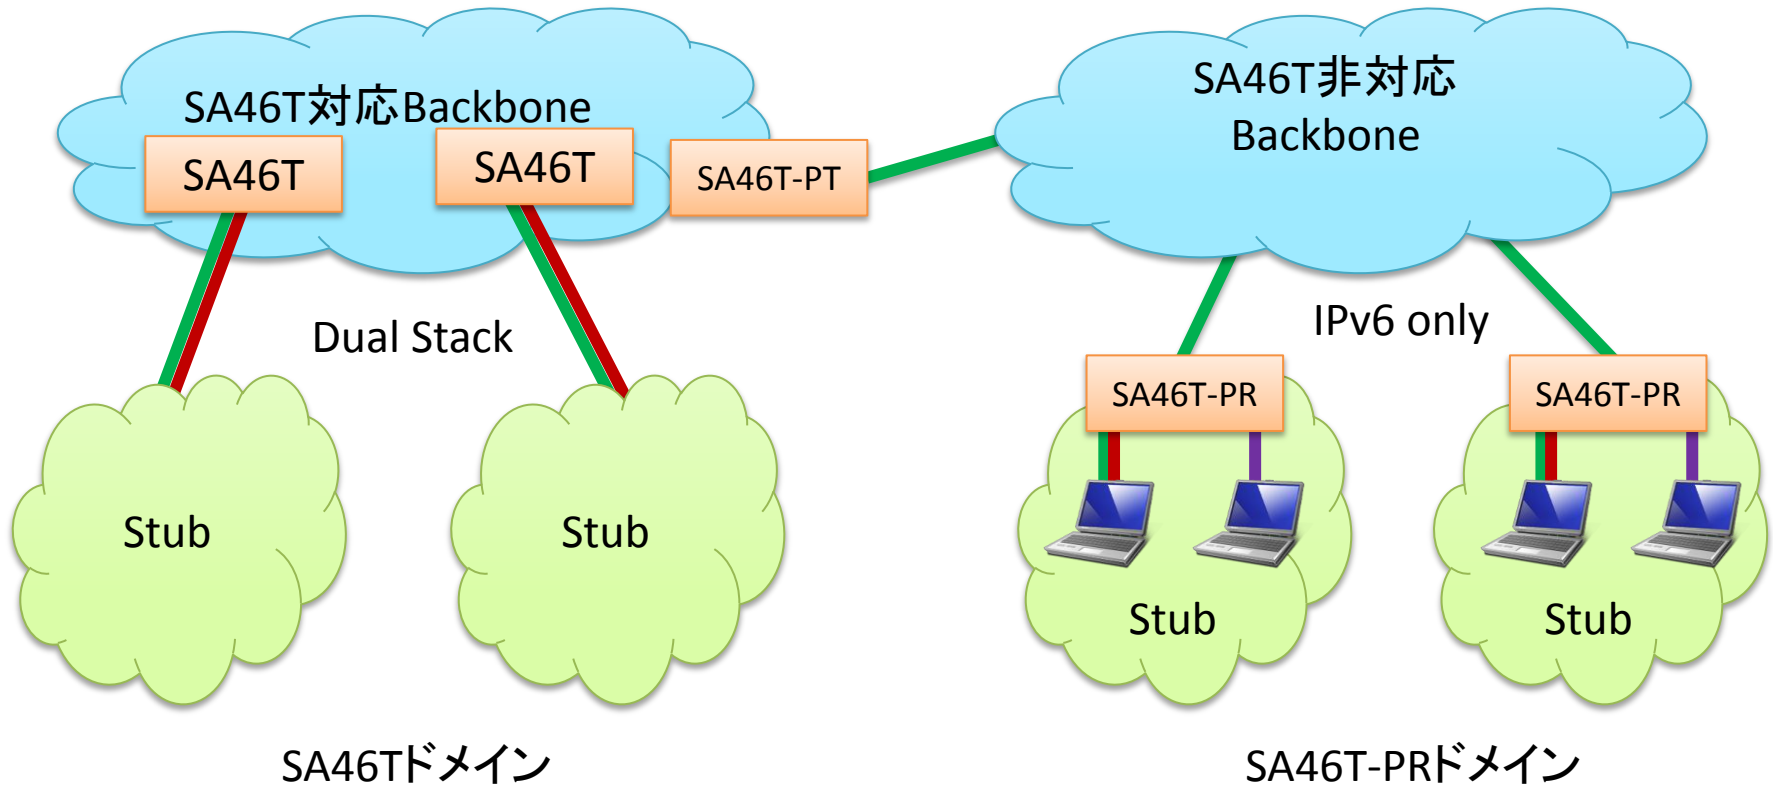 SA46T対応Backbone
SA46T
SA46T
SA46T-PT
SA46T非対応
Backbone
Dual Stack
IPv6 only
SA46T-PR
SA46T-PR
Stub
Stub
Stub
Stub
SA46Tドメイン
SA46T-PRドメイン